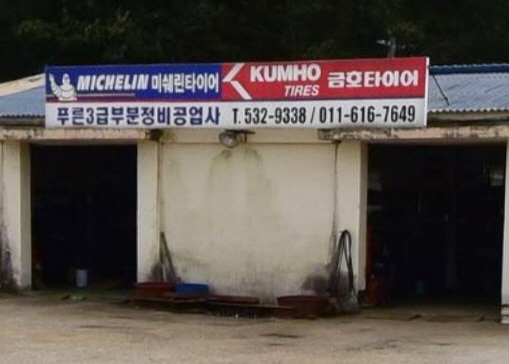 MICHELIN 미쉐린타이어 KUMHO TIRES 금호타이어
푸른3급부분정비공업사 T. 532-9338 / 011-616-7649